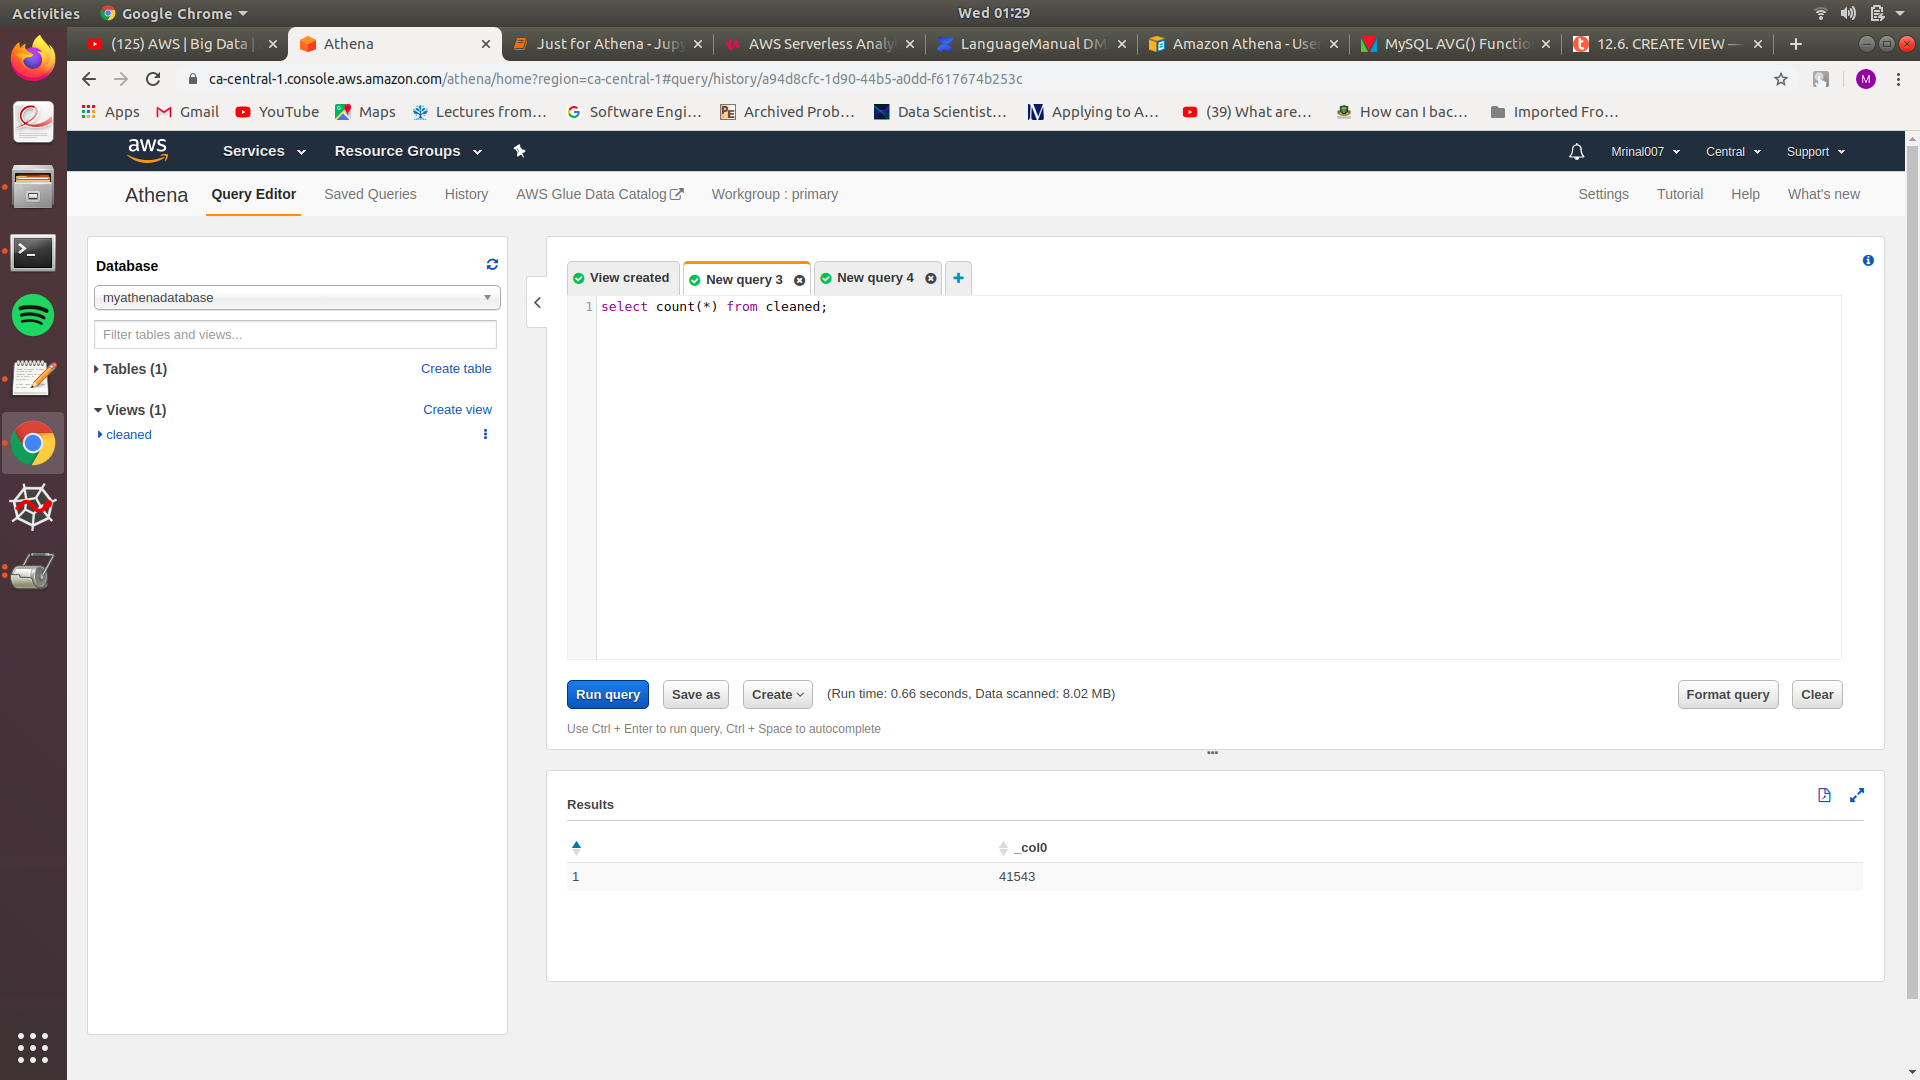 Activities Google Chrome Wed 01:29
(125) AWS | Big Data | Athena Just for Athena - Jup AWS Serverless Analy LanguageManual DM Amazon Athena - User MySQL AVG() Functio 12.6. CREATE VIEW —
ca-central-1.console.aws.amazon.com/athena/home?region=ca-central-1#query/history/a94d8cfc-1d90-44b5-a0dd-f617674b253c M
Apps Gmail YouTube Maps Lectures from... Software Engi... Archived Prob... Data Scientist... Applying to A... (39) What are... How can I bac... Imported Fro...
aws Services Resource Groups Mrinal007 Central Support
Athena Query Editor Saved Queries History AWS Glue Data Catalog Workgroup : primary Settings Tutorial Help What's new
Database
myathenadatabase
Filter tables and views...
Tables (1) Create table
Views (1) Create view
cleaned
View created New query 3 New query 4
1 select count(*) from cleaned;
Run query Save as Create (Run time: 0.66 seconds, Data scanned: 8.02 MB) Format query Clear
Use Ctrl + Enter to run query, Ctrl + Space to autocomplete
Results
_col0
1 41543